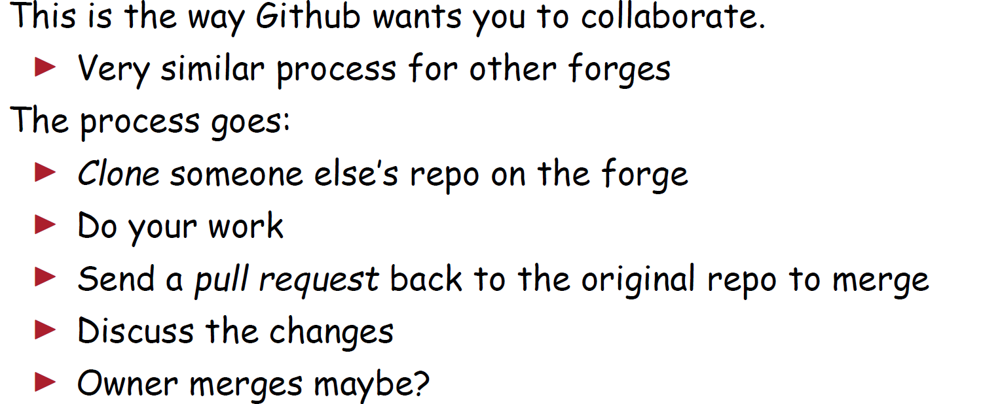 This is the way Github wants you to collaborate.
► Very similar process for other forges
The process goes:
► Clone someone else's repo on the forge
► Do your work
► Send a pull request back to the original repo to merge
► Discuss the changes
► Owner merges maybe?